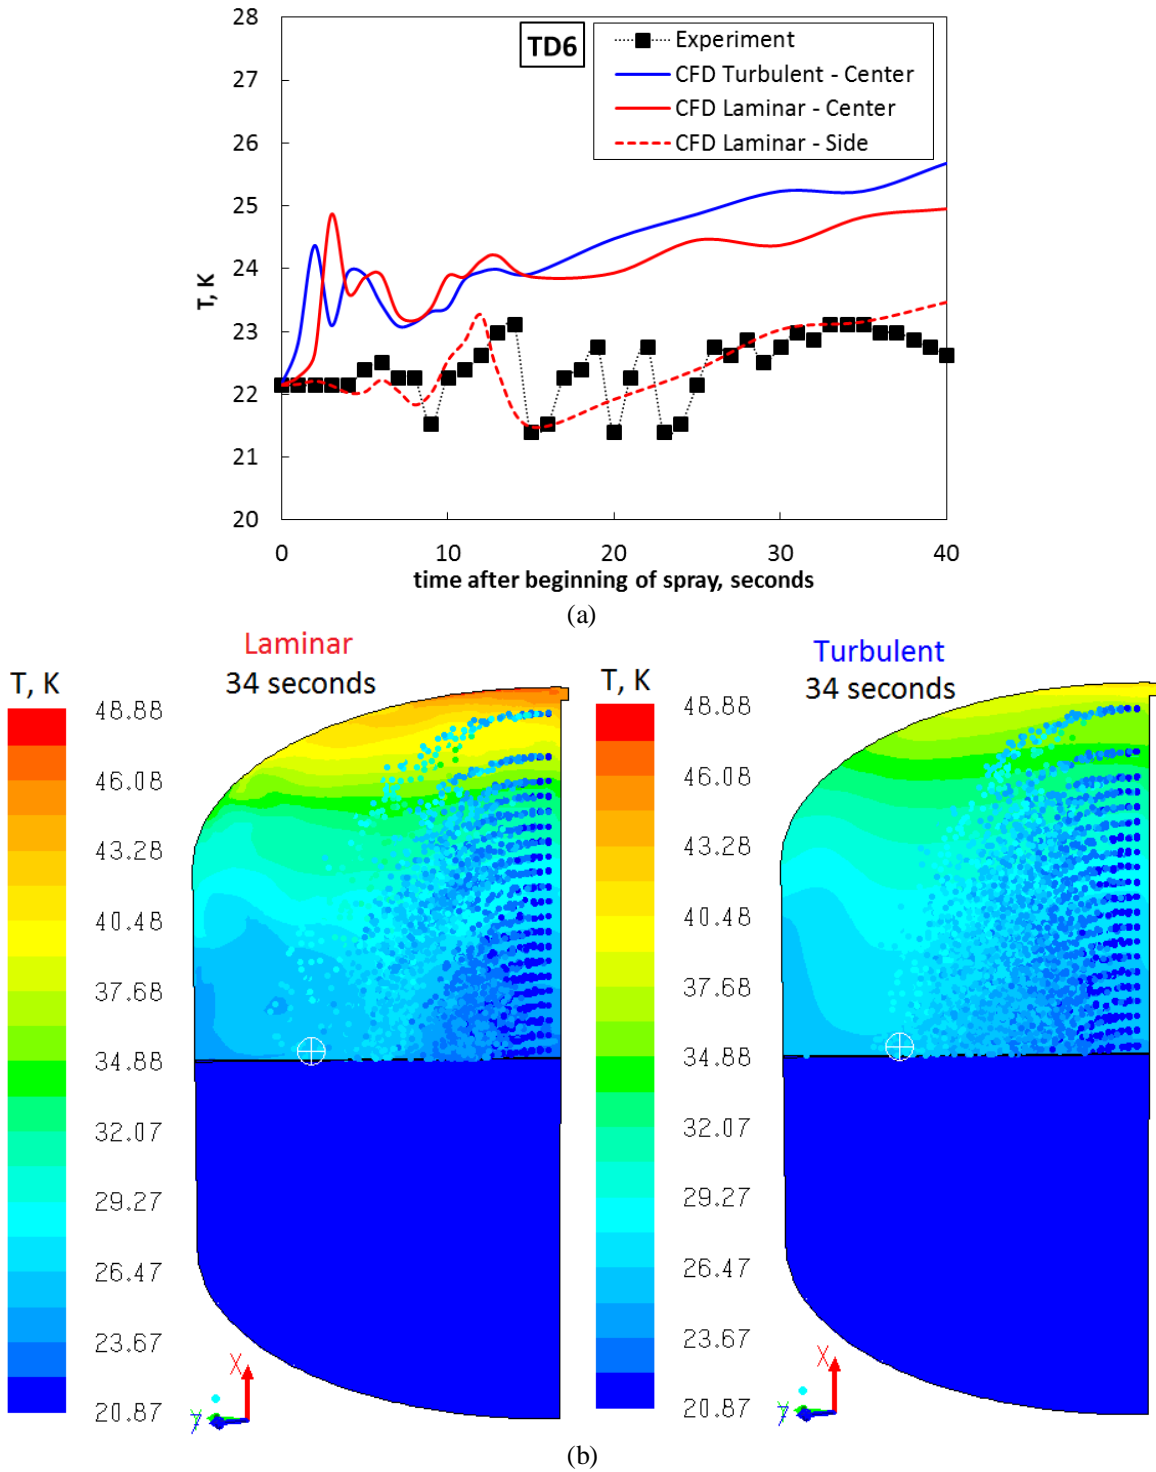 28
27
26
25
24
23
22
21
20
T, K
TD6
Experiment
CFD Turbulent - Center
CFD Laminar - Center
CFD Laminar - Side
0 10 20 30 40
time after beginning of spray, seconds
(a)
Laminar
34 seconds
T, K
48.88
46.08
43.28
40.48
37.68
34.88
32.07
29.27
26.47
23.67
20.87
X
Y
Turbulent
34 seconds
T, K
48.88
46.08
43.28
40.48
37.68
34.88
32.07
29.27
26.47
23.67
20.87
X
(b)